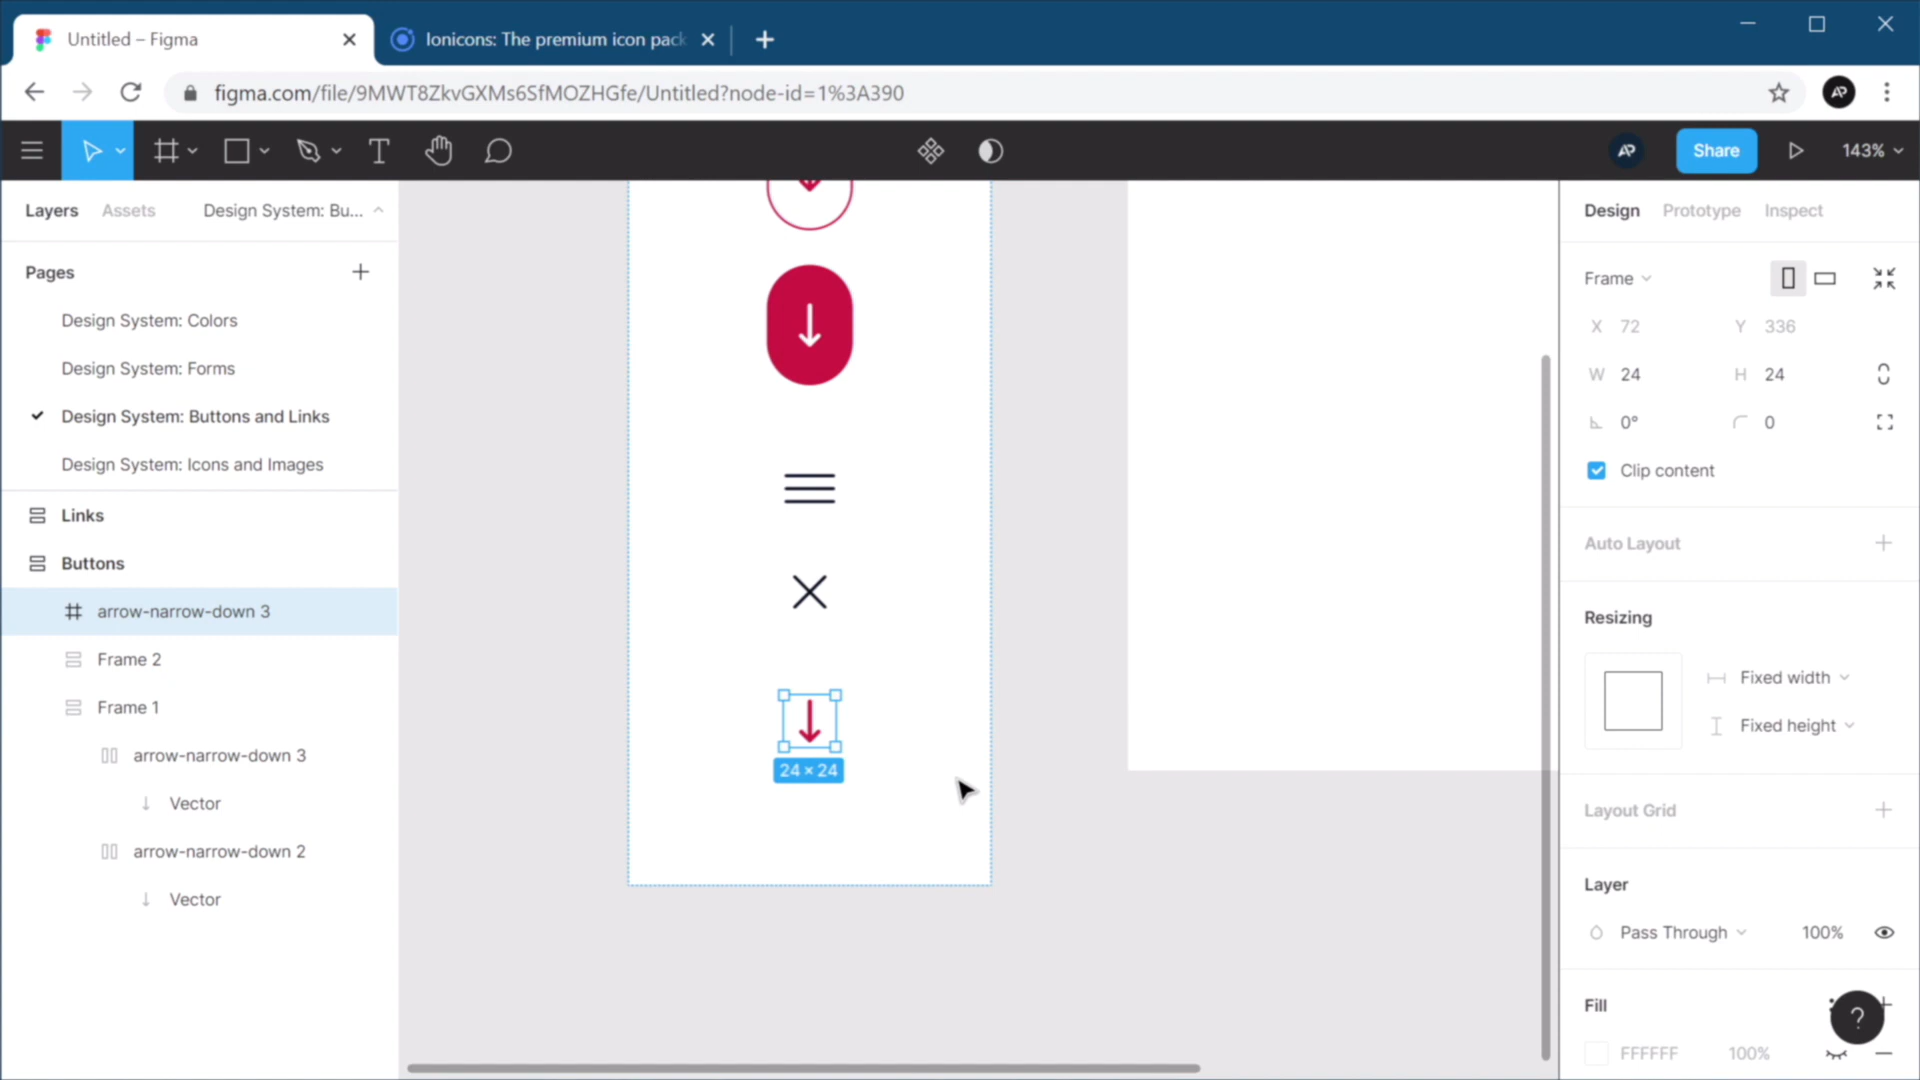 Untitled – Figma
Ionicons: The premium icon pack
figma.com/file/9MWT8ZkvGXMs6SfMOZHGfe/Untitled?node-id=1%3A390
AP
T
AP
Share
143%
Layers
Assets
Design System: Bu...
Pages
Design System: Colors
Design System: Forms
Design System: Buttons and Links
Design System: Icons and Images
Links
Buttons
arrow-narrow-down 3
Frame 2
Frame 1
arrow-narrow-down 3
Vector
arrow-narrow-down 2
Vector
24 × 24
Design
Prototype
Inspect
Frame
X 72
Y 336
W 24
H 24
0°
0
Clip content
Auto Layout
Resizing
Fixed width
Fixed height
Layout Grid
Layer
Pass Through
100%
Fill
?
FFFFFF
100%